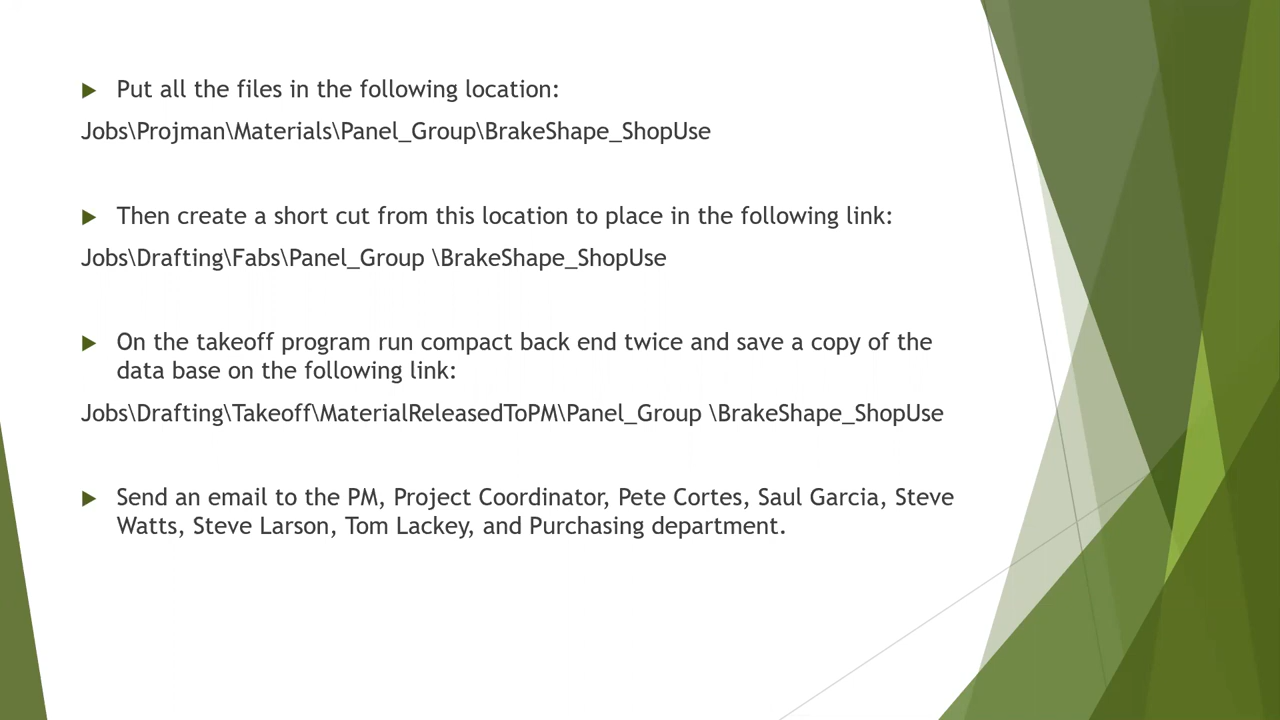 Put all the files in the following location:
Jobs\Projman\Materials\Panel_Group\BrakeShape_ShopUse
Then create a short cut from this location to place in the following link:
Jobs\Drafting\Fabs\Panel_Group \BrakeShape_ShopUse
On the takeoff program run compact back end twice and save a copy of the
data base on the following link:
Jobs\Drafting\Takeoff\MaterialReleasedToPM\Panel_Group \BrakeShape_ShopUse
Send an email to the PM, Project Coordinator, Pete Cortes, Saul Garcia, Steve
Watts, Steve Larson, Tom Lackey, and Purchasing department.